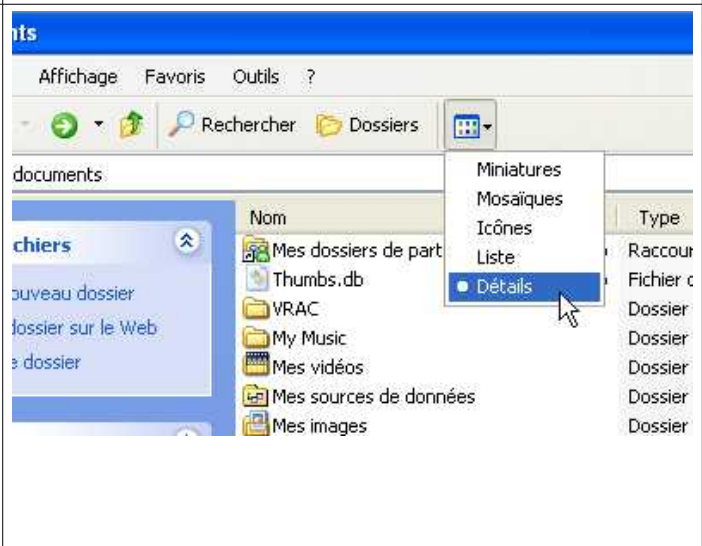 nts
Affichage Favoris Outils ?
Rechercher Dossiers
documents
Miniatures
Mosaïques
Icônes
Liste
Détails
Nom Type
chiers
Mes dossiers de part Raccour
Thumbs.db Fichier
ouveau dossier
VRAC Dossier
dossier sur le Web
My Music Dossier
dossier
Mes vidéos Dossier
Mes sources de données Dossier
Mes images Dossier